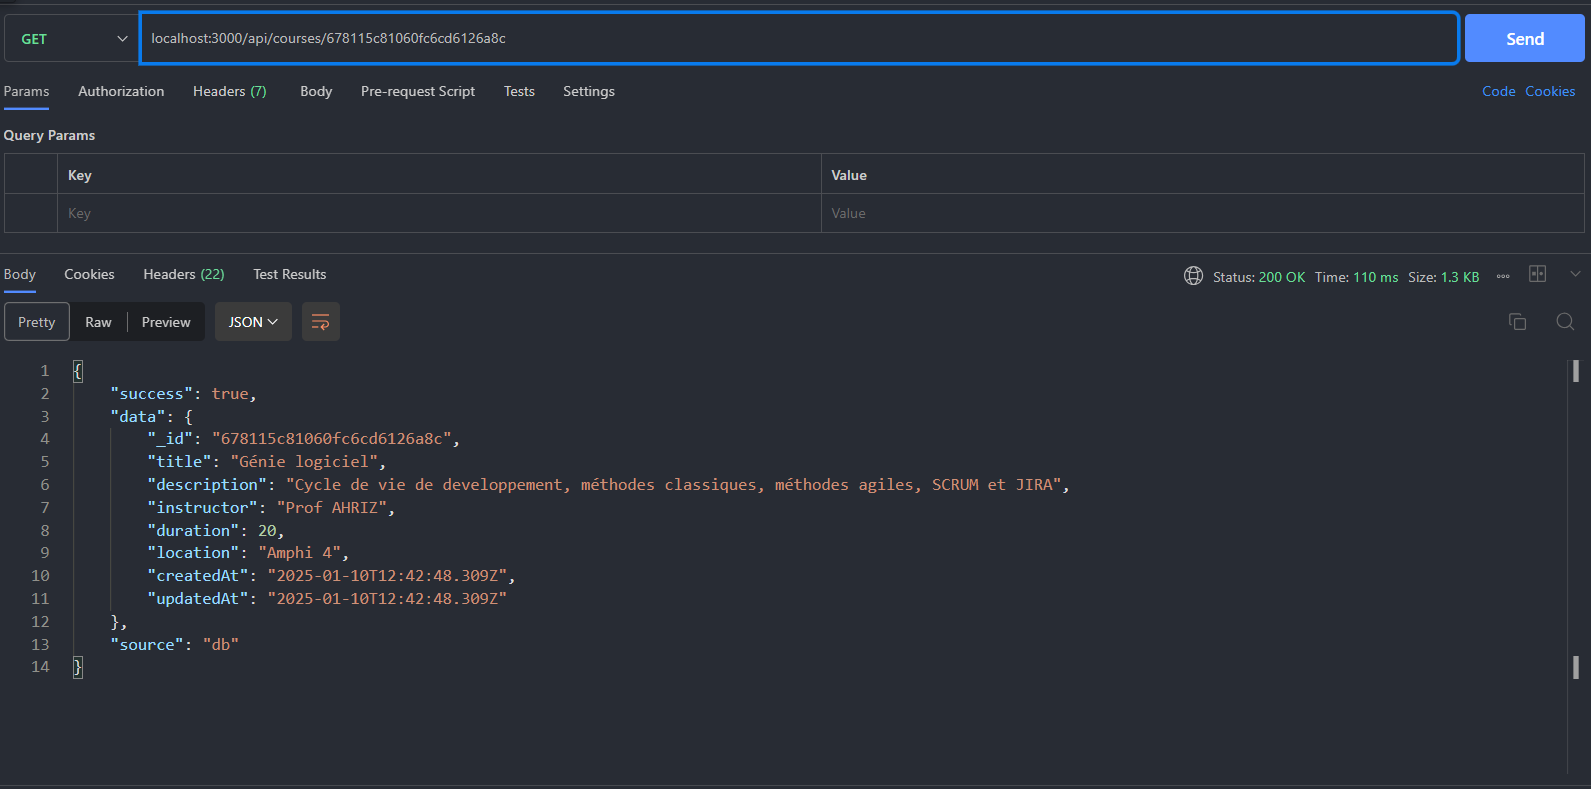 GET localhost:3000/api/courses/678115c81060fc6cd6126a8c Send
Params Authorization Headers (7) Body Pre-request Script Tests Settings Code Cookies
Query Params
Key Value
Key Value
Body Cookies Headers (22) Test Results Status: 200 OK Time: 110 ms Size: 1.3 KB
Pretty Raw Preview JSON
1 {
2 "success": true,
3 "data": {
4 "_id": "678115c81060fc6cd6126a8c",
5 "title": "Génie logiciel",
6 "description": "Cycle de vie de developpement, méthodes classiques, méthodes agiles, SCRUM et JIRA",
7 "instructor": "Prof AHRIZ",
8 "duration": 20,
9 "location": "Amphi 4",
10 "createdAt": "2025-01-10T12:42:48.309Z",
11 "updatedAt": "2025-01-10T12:42:48.309Z"
12 },
13 "source": "db"
14 }